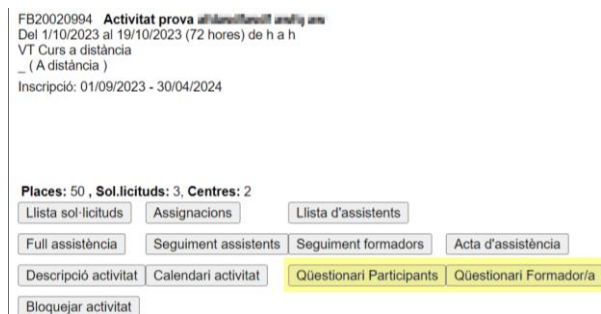 FB20020994 Activitat prova
Del 1/10/2023 al 19/10/2023 (72 hores) de h a h
VT Curs a distància
_ ( A distància )
Inscripció: 01/09/2023 - 30/04/2024
Places: 50 , Sol.licituds: 3, Centres: 2
Llista sol·licituds Assignacions Llista d'assistents
Full assistència Seguiment assistents Seguiment formadors Acta d'assistència
Descripció activitat Calendari activitat Qüestionari Participants Qüestionari Formador/a
Bloquejar activitat